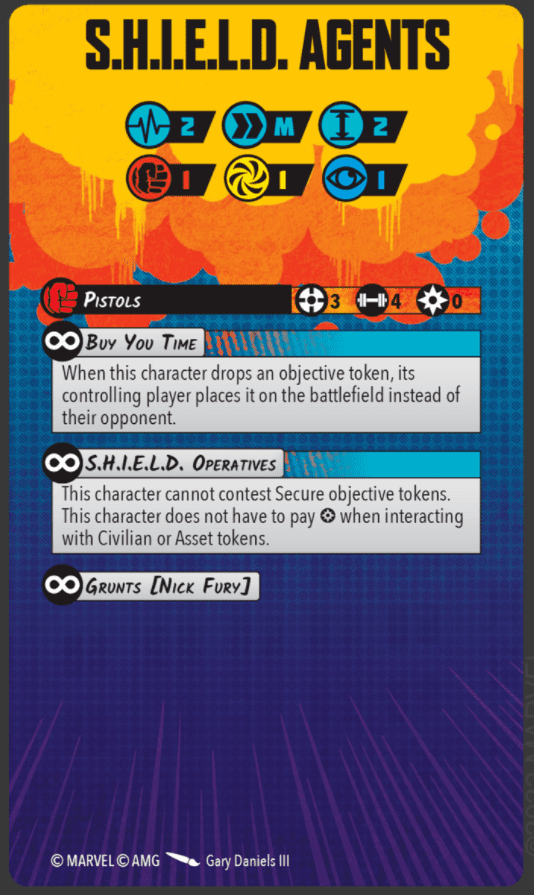 S.H.I.E.L.D. AGENTS
2 M 2
1 1 1
PISTOLS 3 4 0
BUY YOU TIME
When this character drops an objective token, its
controlling player places it on the battlefield instead of
their opponent.
S.H.I.E.L.D. OPERATIVES
This character cannot contest Secure objective tokens.
This character does not have to pay when interacting
with Civilian or Asset tokens.
GRUNTS [NICK FURY]
© MARVEL © AMG Gary Daniels III